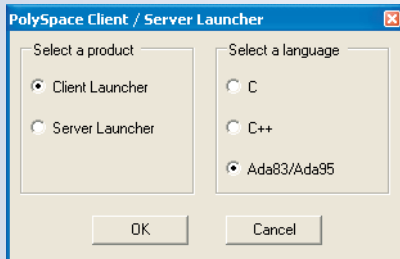 PolySpace Client / Server Launcher
Select a product
Client Launcher
Server Launcher
Select a language
C
C++
Ada83/Ada95
OK
Cancel